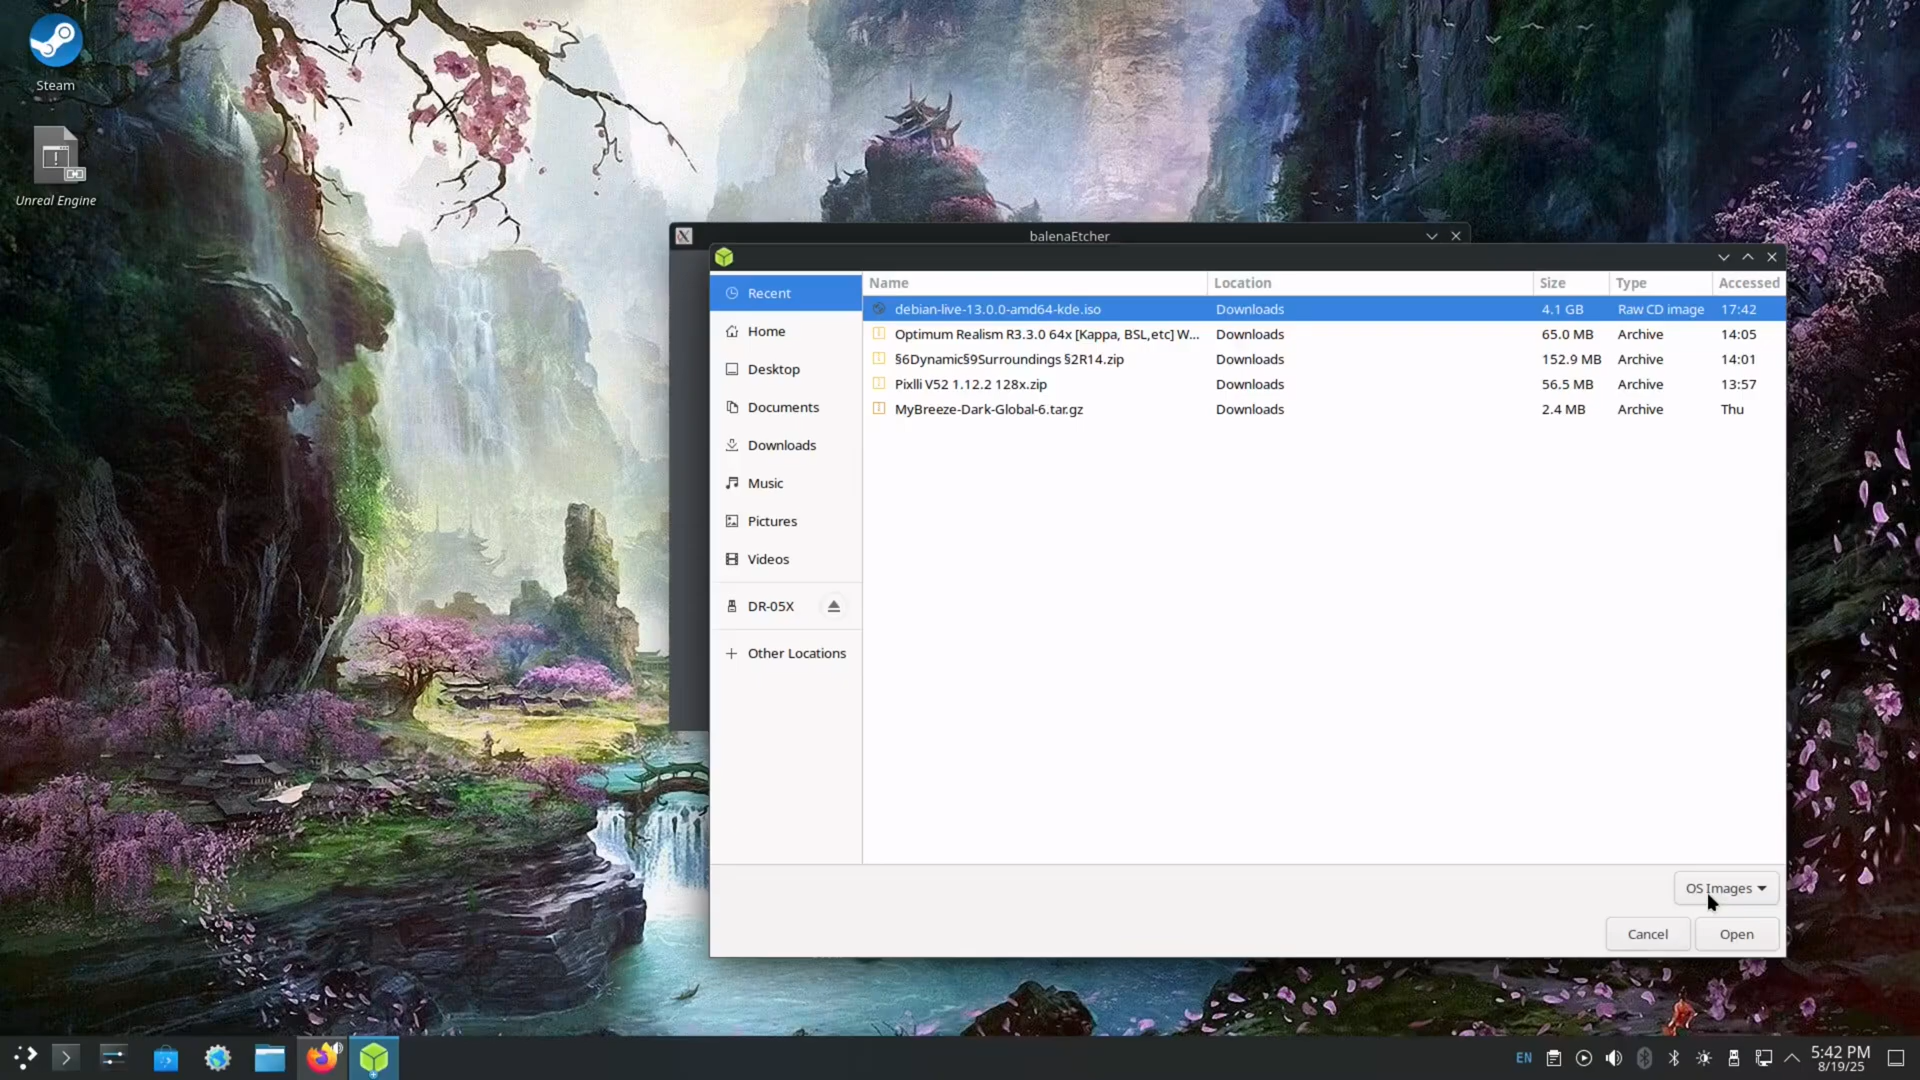 Steam
Unreal Engine
balenaEtcher
Recent
Home
Desktop
Documents
Downloads
Music
Pictures
Videos
DR-05X
Other Locations
Name Location Size Type Accessed
debian-live-13.0.0-amd64-kde.iso Downloads 4.1 GB Raw CD image 17:42
Optimum Realism R3.3.0 64x [Kappa, BSL,etc] W... Downloads 65.0 MB Archive 14:05
§6Dynamic§9Surroundings §2R14.zip Downloads 152.9 MB Archive 14:01
Pixlli V52 1.12.2 128x.zip Downloads 56.5 MB Archive 13:57
MyBreeze-Dark-Global-6.tar.gz Downloads 2.4 MB Archive Thu
OS Images
Cancel Open
EN 5:42 PM
8/19/25